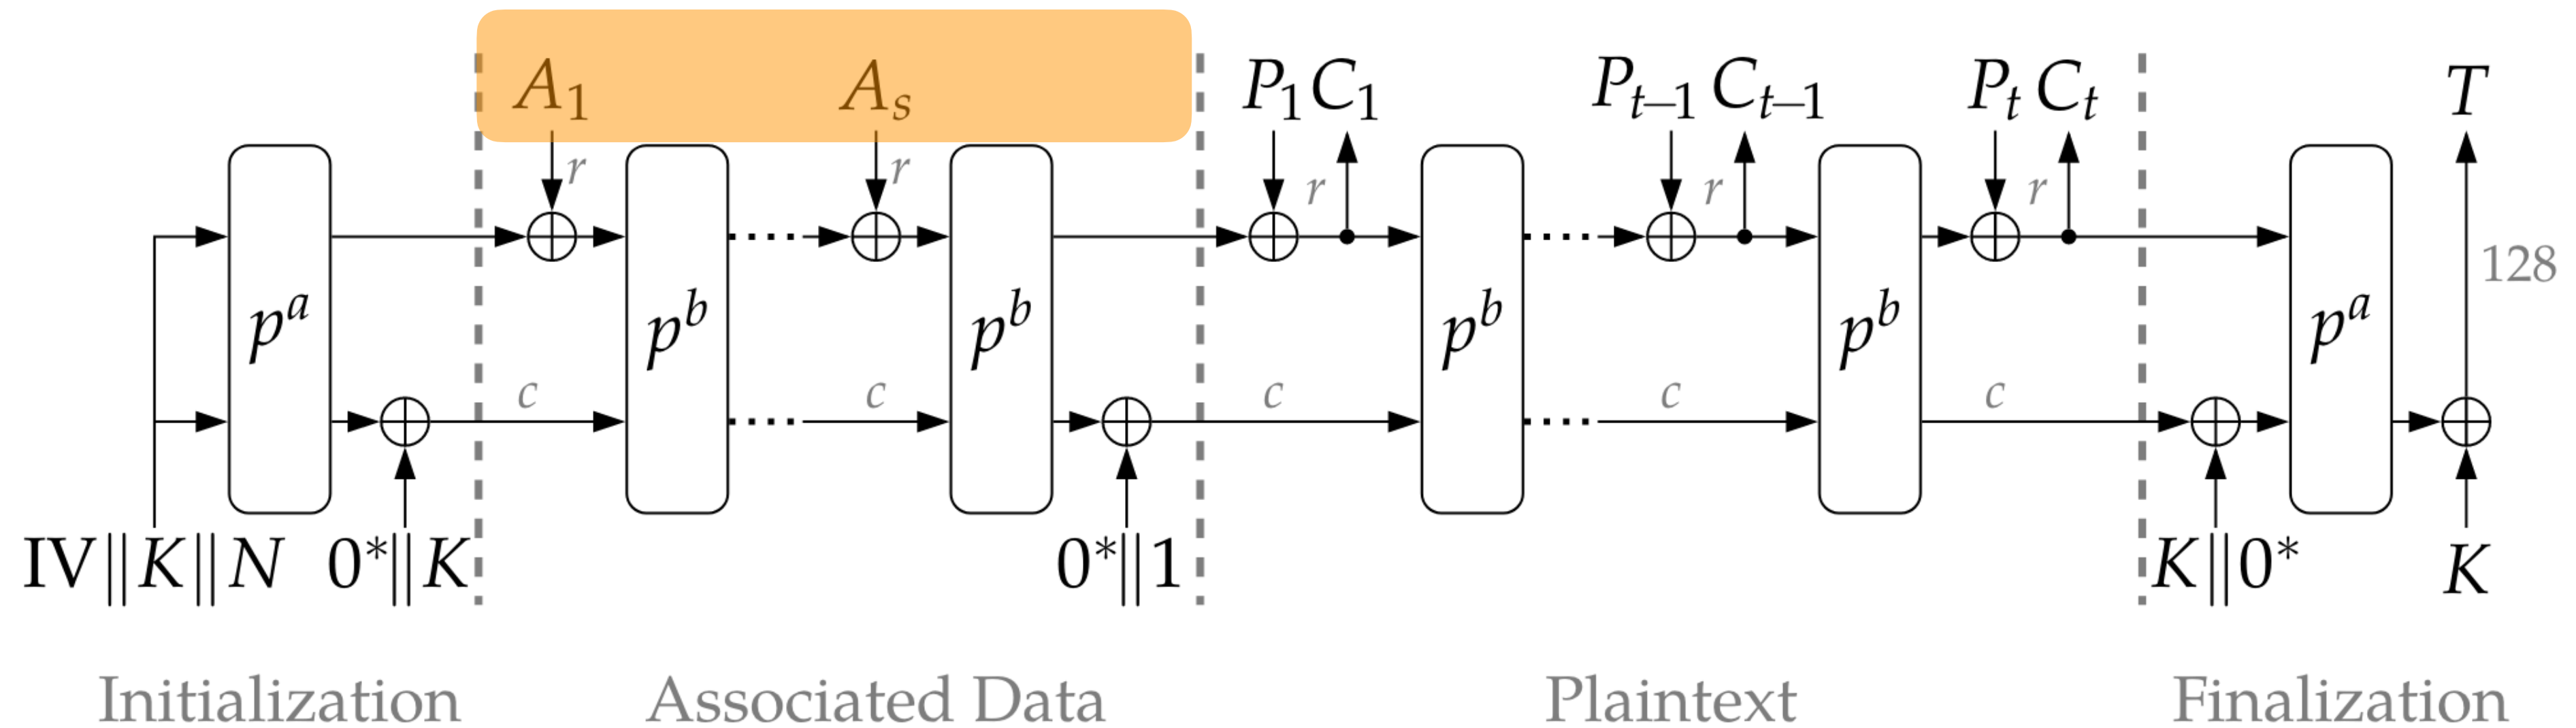 A₁ Aₛ P₁ C₁ Pₜ₋₁ Cₜ₋₁ Pₜ Cₜ T
r r r r r
128
pᵃ pᵇ pᵇ pᵇ pᵇ pᵃ
c c c c c
IV‖K‖N 0*‖K 0*‖1 K‖0* K
Initialization Associated Data Plaintext Finalization